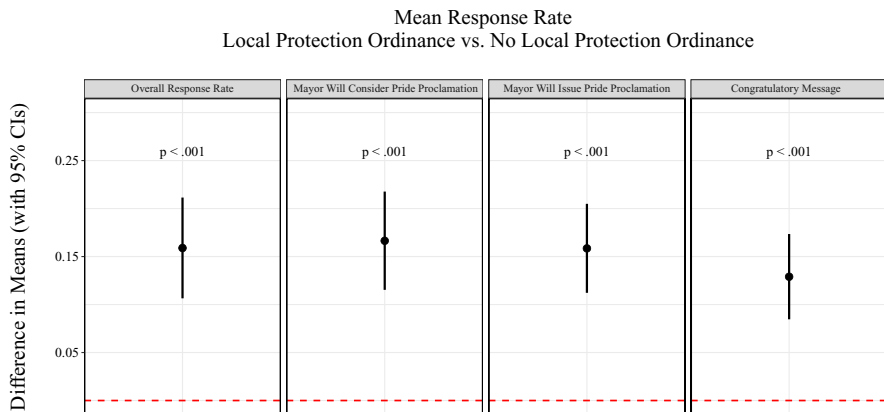 Mean Response Rate
Local Protection Ordinance vs. No Local Protection Ordinance
Overall Response Rate
Mayor Will Consider Pride Proclamation
Mayor Will Issue Pride Proclamation
Congratulatory Message
Difference in Means (with 95% CIs)
0.25
0.15
0.05
p < .001
p < .001
p < .001
p < .001